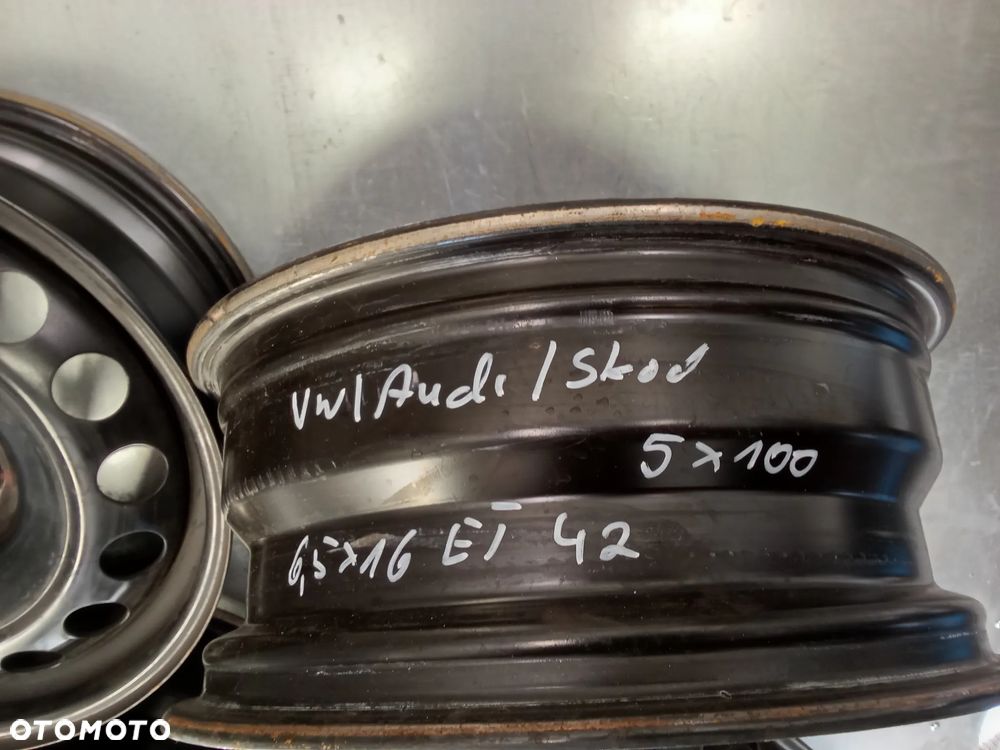 VW/Audi/Skod
5x100
6,5x16 ET 42
OTOMOTO